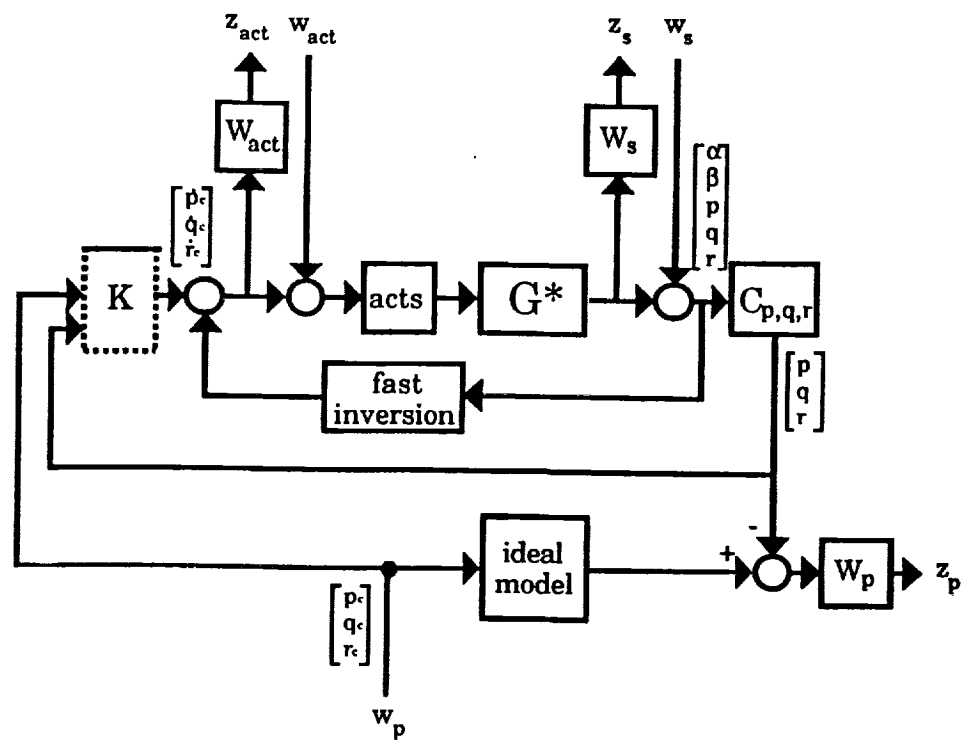 z_act w_act z_s w_s
W_act W_s
[ṗ_c
q̇_c
ṙ_c]
[α
β
p
q
r]
K acts G* C_p,q,r
fast
inversion
[p
q
r]
-
ideal
model
+
W_p z_p
[p_c
q_c
r_c]
w_p